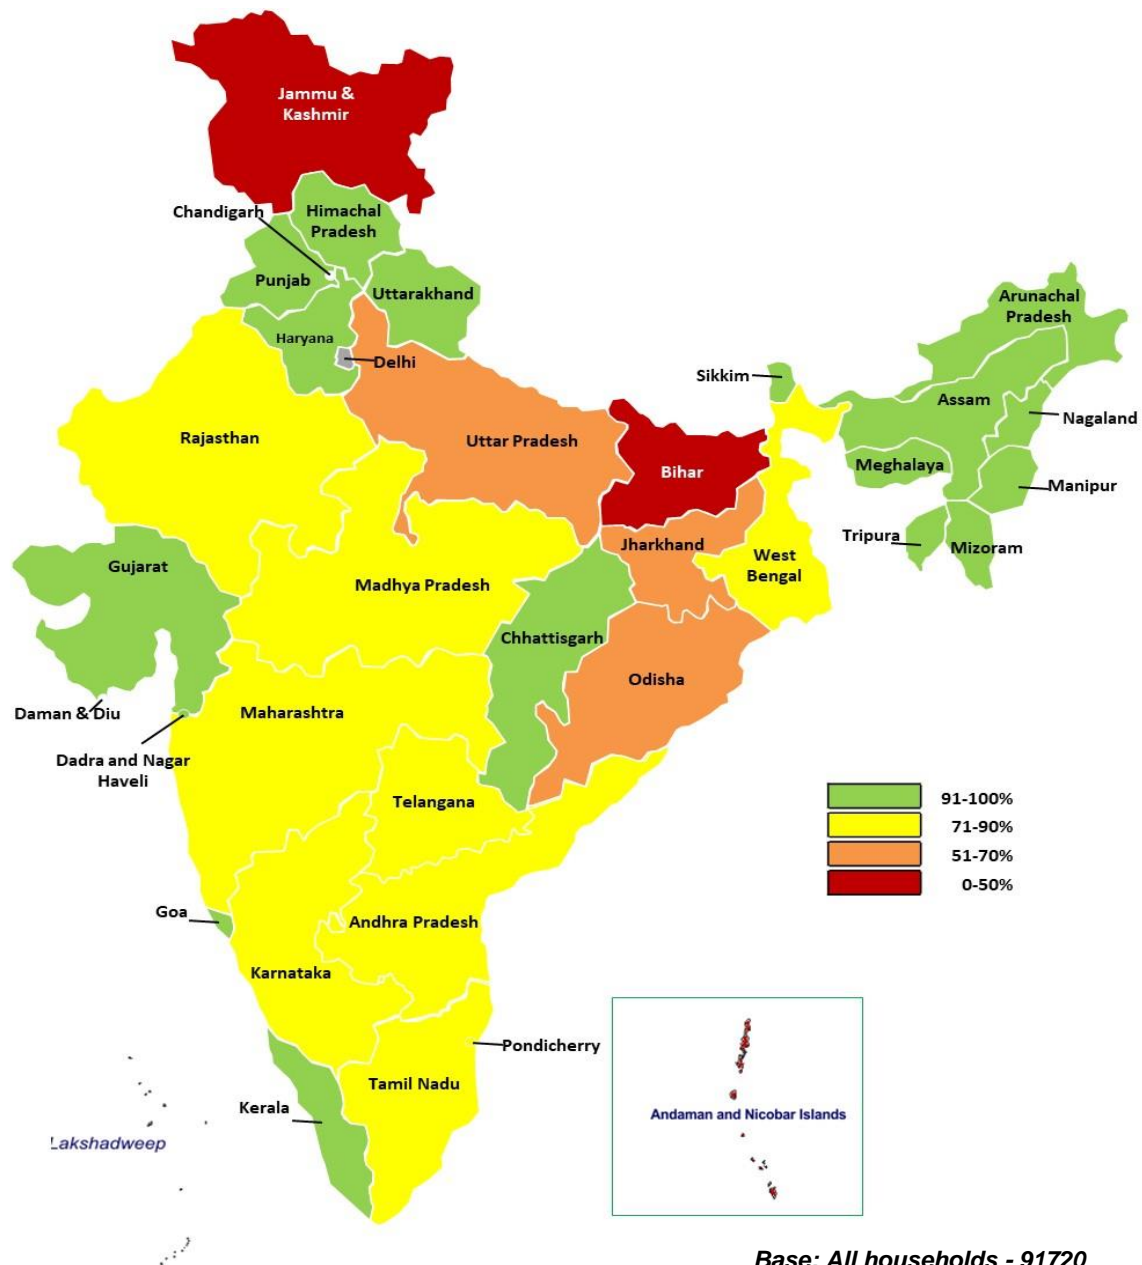 Jammu &
Kashmir
Chandigarh
Himachal
Pradesh
Punjab
Uttarakhand
Haryana
Delhi
Arunachal
Pradesh
Sikkim
Assam
Nagaland
Rajasthan
Uttar Pradesh
Bihar
Meghalaya
Manipur
Tripura
Mizoram
Jharkhand
West
Bengal
Gujarat
Madhya Pradesh
Chhattisgarh
Odisha
Daman & Diu
Maharashtra
Dadra and Nagar
Haveli
Telangana
91-100%
71-90%
51-70%
0-50%
Goa
Andhra Pradesh
Karnataka
Pondicherry
Tamil Nadu
Kerala
Andaman and Nicobar Islands
Lakshadweep
Base: All households - 91720